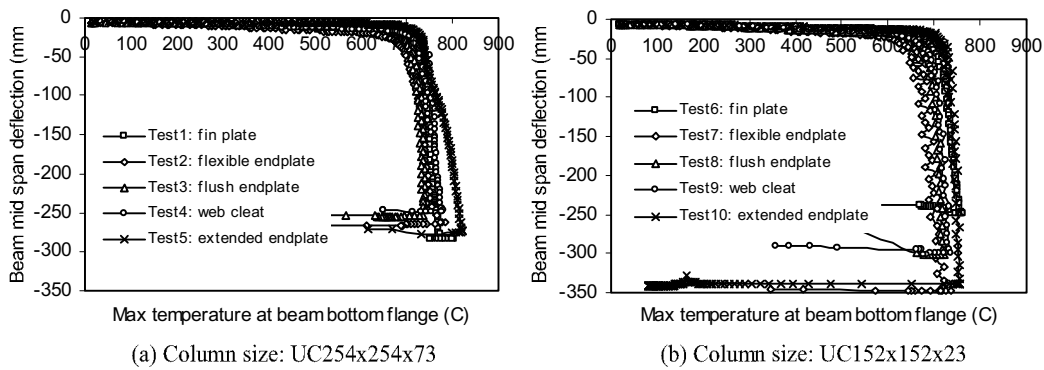 0 100 200 300 400 500 600 700 800 900
0
-50
-100
-150
-200
-250
-300
-350
Beam mid span deflection (mm
Test1: fin plate
Test2: flexible endplate
Test3: flush endplate
Test4: web cleat
Test5: extended endplate
Max temperature at beam bottom flange (C)
(a) Column size: UC254x254x73
0 100 200 300 400 500 600 700 800 900
0
-50
-100
-150
-200
-250
-300
-350
Beam mid span deflection (mm
Test6: fin plate
Test7: flexible endplate
Test8: flush endplate
Test9: web cleat
Test10: extended endplate
Max temperature at beam bottom flange (C)
(b) Column size: UC152x152x23